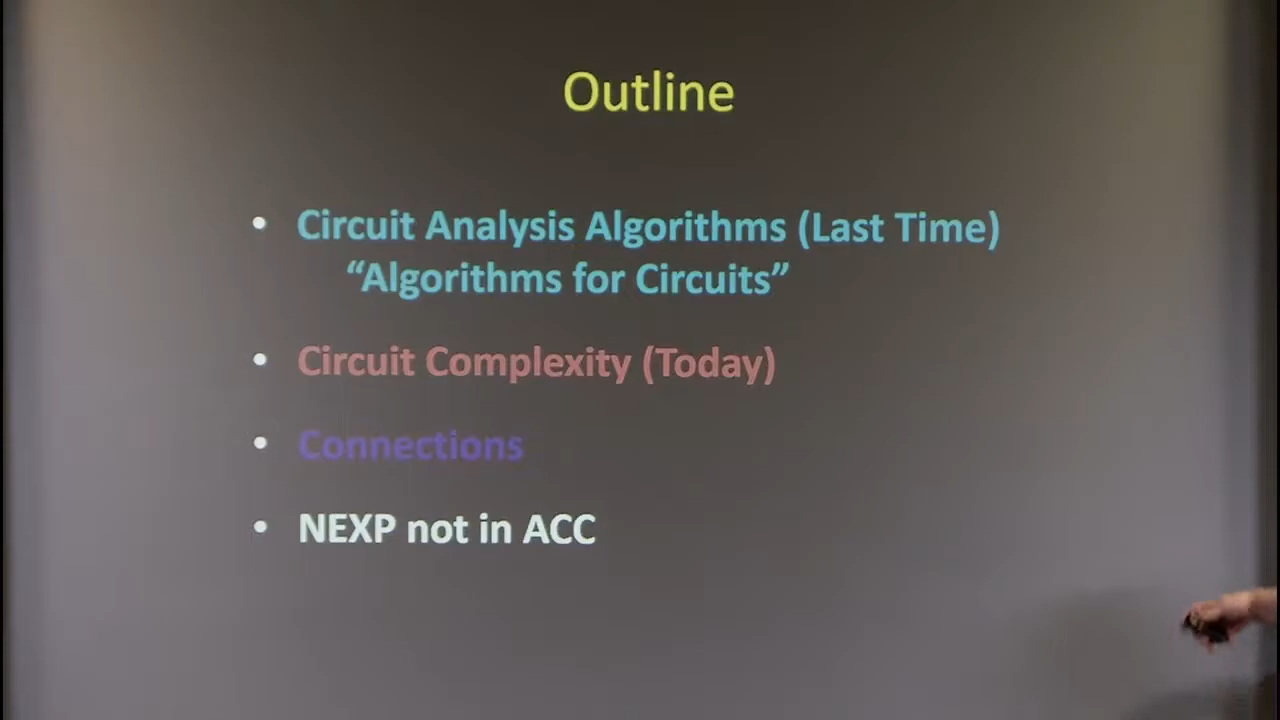 Outline
• Circuit Analysis Algorithms (Last Time)
“Algorithms for Circuits”
• Circuit Complexity (Today)
• Connections
• NEXP not in ACC